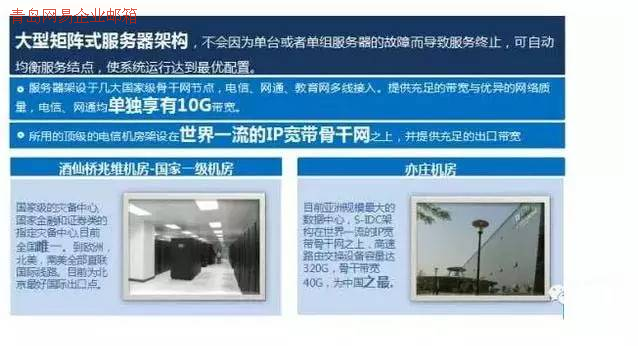 青岛网易企业邮箱
大型矩阵式服务器架构，不会因为单台或者单组服务器的故障而导致服务终止，可自动
均衡服务结点，使系统运行达到最优配置。
服务器架设于几大国家级骨干网节点，电信、网通、教育网多线接入。提供充足的带宽与优异的网络质
量，电信、网通均单独享有10G带宽。
所用的顶级的电信机房架设在世界一流的IP宽带骨干网之上，并提供充足的出口带宽
酒仙桥兆维机房-国家一级机房
国家级的灾备中心，
国家金融和证券类的
指定灾备中心,目前
全国唯一。到欧洲，
北美，南美全部直联
国际线路。目前为北
京最好国际出口点。
亦庄机房
目前亚洲规模最大的
数据中心，S-IDC架
构在世界一流的IP宽
带骨干网之上，高速
路由交换设备容量达
320G，骨干带宽
40G，为中国之最.